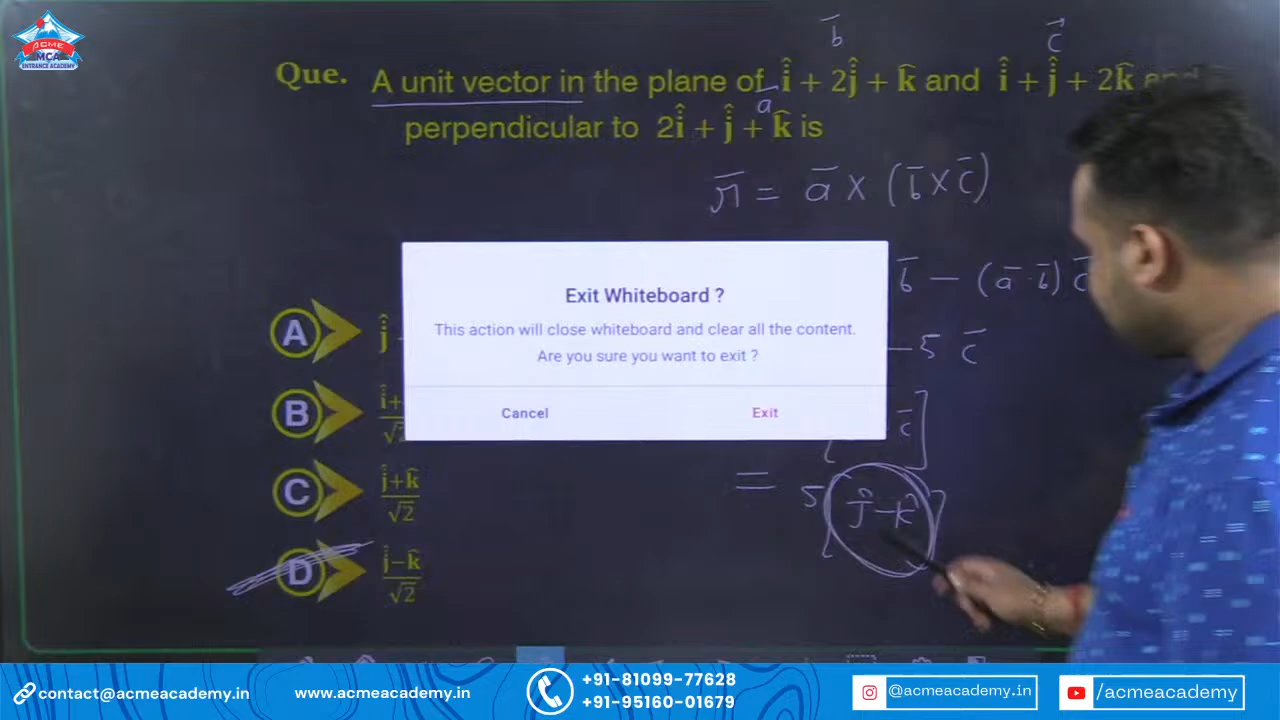 ACME
MCA
ENTRANCE ACADEMY
b̄ c⃗
Que. A unit vector in the plane of î + 2ĵ + k̂ and î + ĵ + 2k̂ and
ā
perpendicular to 2î + ĵ + k̂ is
r̄ = ā × (b̄ × c̄)
b̄ − (ā·b̄) c̄
− 5 c̄
c̄ ]
= 5 [ ĵ − k̂ ]
Exit Whiteboard ?
This action will close whiteboard and clear all the content.
Are you sure you want to exit ?
Cancel Exit
A ĵ -
B î+
√2
C ĵ+k̂
√2
D ĵ−k̂
√2
contact@acmeacademy.in
www.acmeacademy.in
+91-81099-77628
+91-95160-01679
@acmeacademy.in
/acmeacademy